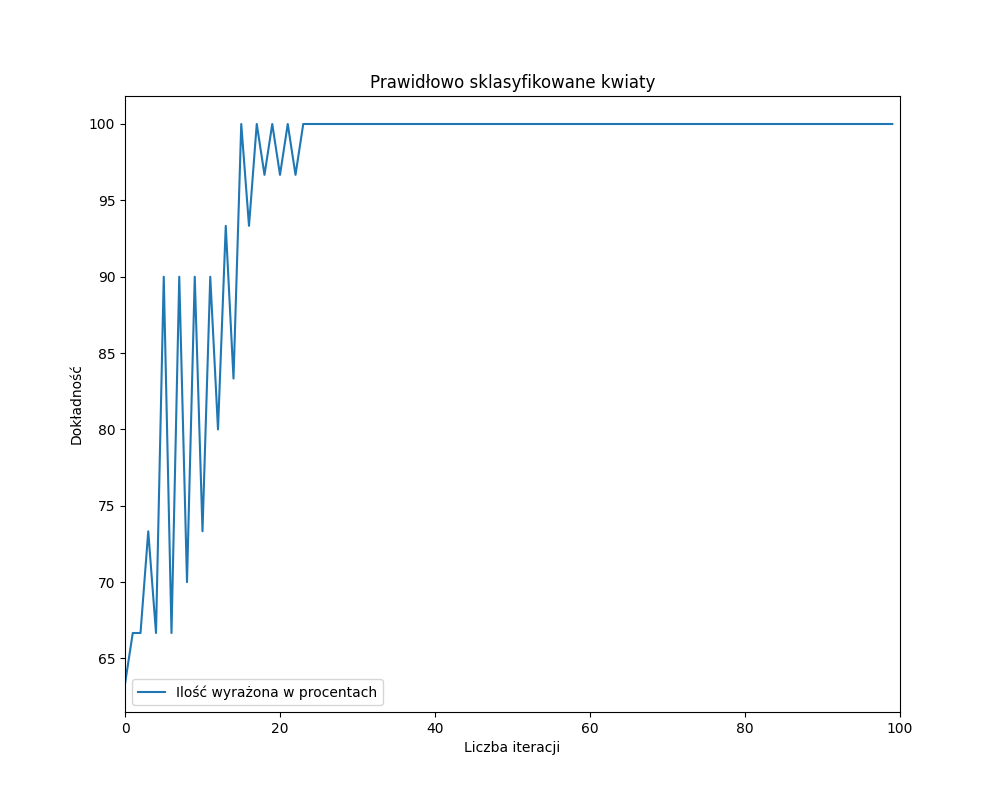 Prawidłowo sklasyfikowane kwiaty
100
95
90
85
80
75
70
65
Dokładność
Ilość wyrażona w procentach
0 20 40 60 80 100
Liczba iteracji